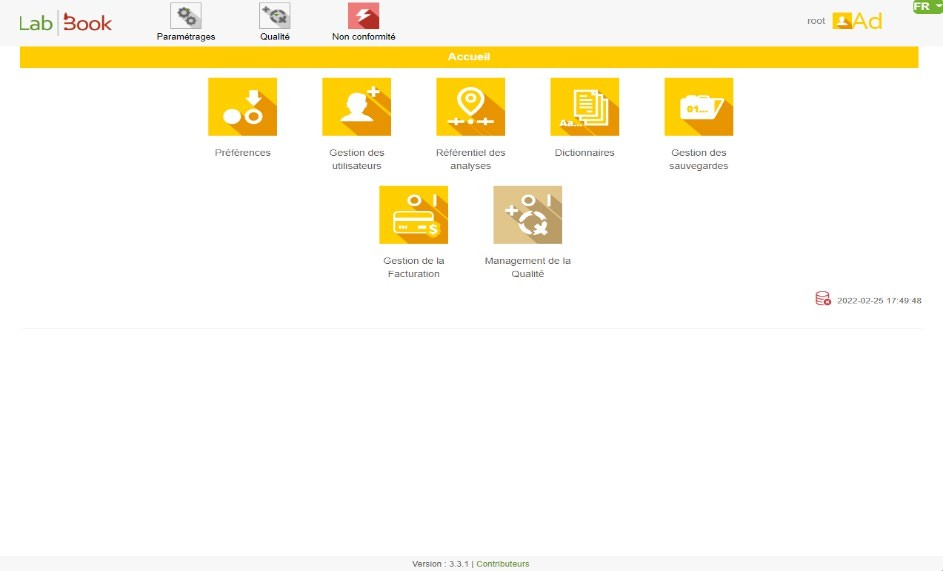 Lab Book
Paramétrages
Qualité
Non conformité
root
Ad
FR
Accueil
Préférences
Gestion des
utilisateurs
Référentiel des
analyses
Aa...
Dictionnaires
01...
Gestion des
sauvegardes
$
Gestion de la
Facturation
Management de la
Qualité
2022-02-25 17:49:48
Version : 3.3.1 | Contributeurs